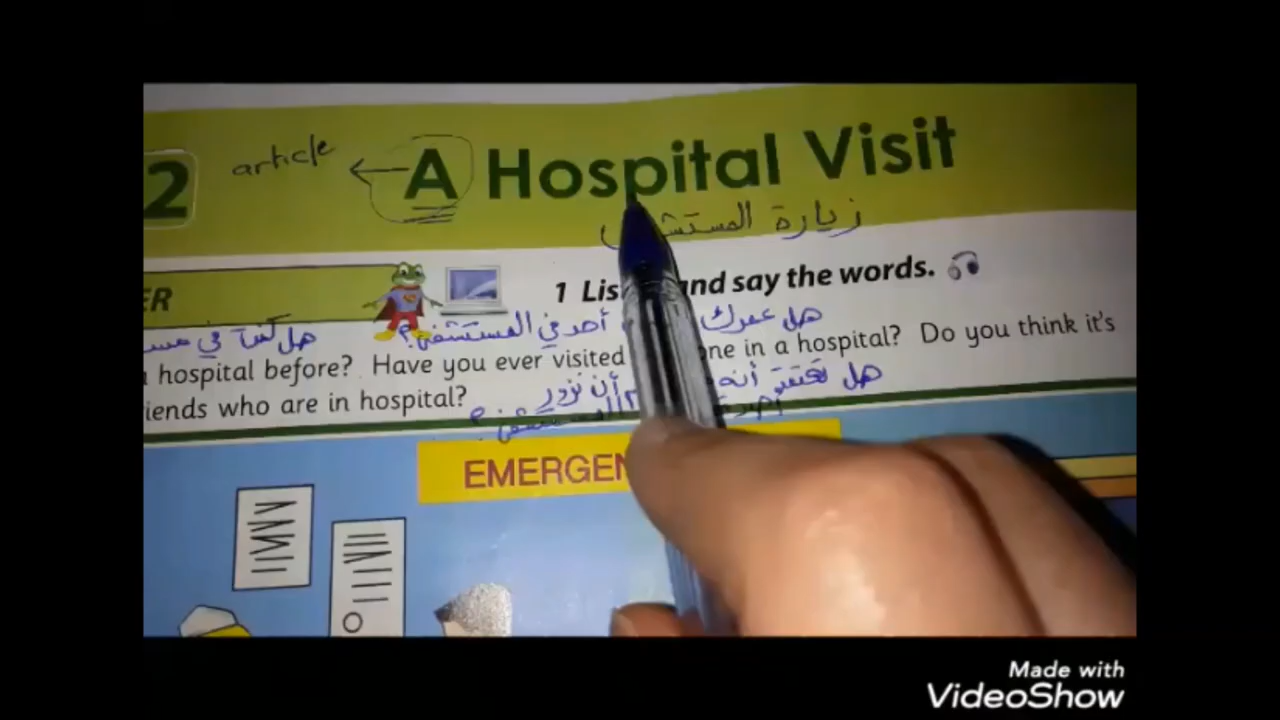 2 article A Hospital Visit
زيارة المستشفى
ER 1 Lis and say the words.
هل كنت في هل عمرك أحد في المستشفى؟
hospital before? Have you ever visited one in a hospital? Do you think it's
هل تعتقد أنه أن نزور
iends who are in hospital?
المستشفى؟
EMERGEN
Made with
VideoShow